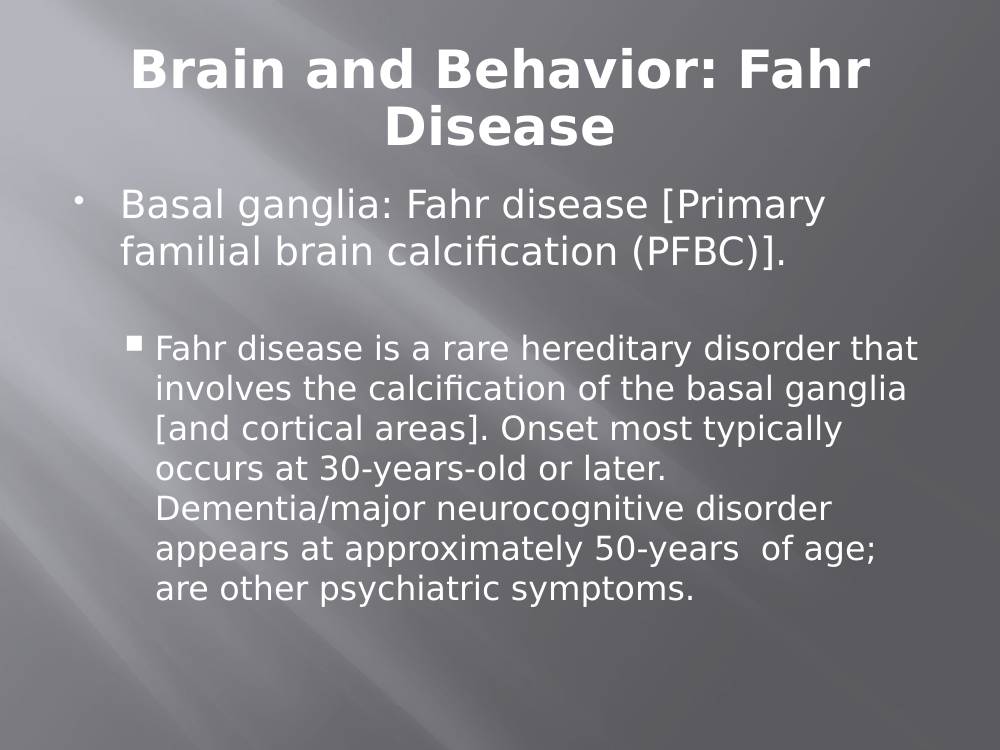 Brain and Behavior: Fahr
Disease
• Basal ganglia: Fahr disease [Primary
familial brain calcification (PFBC)].
▪ Fahr disease is a rare hereditary disorder that
involves the calcification of the basal ganglia
[and cortical areas]. Onset most typically
occurs at 30-years-old or later.
Dementia/major neurocognitive disorder
appears at approximately 50-years  of age;
are other psychiatric symptoms.